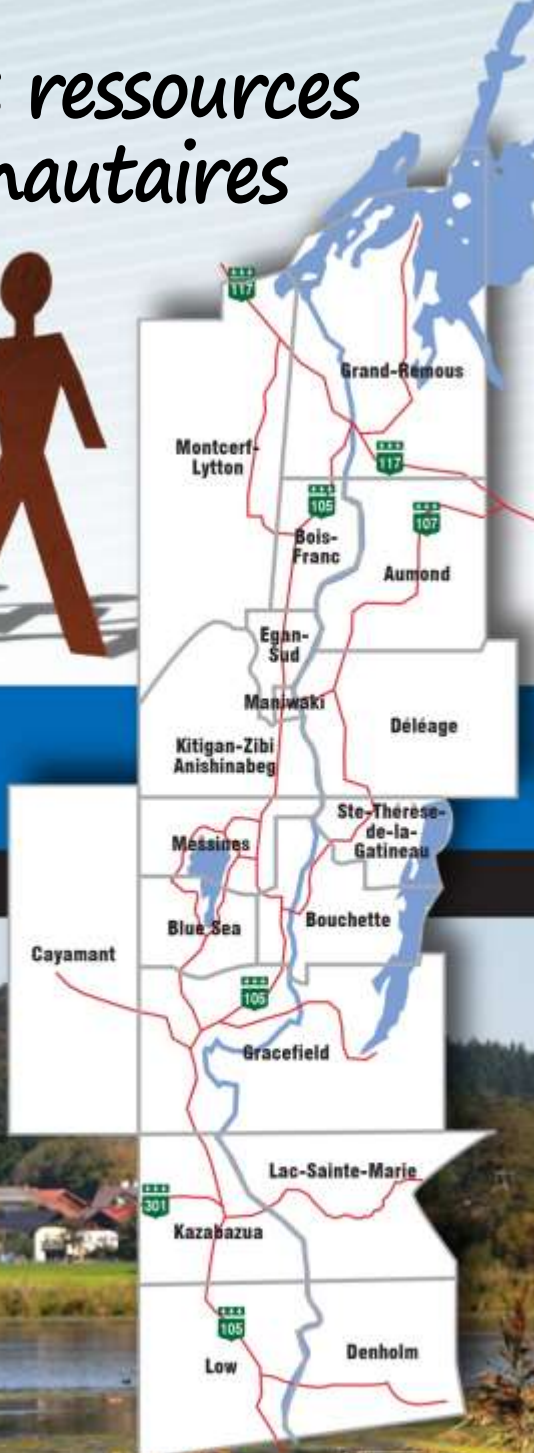 ressources
117
Grand-Remous
Montcerf-
Lytton
117
105
107
Bois-
Franc
Aumond
Egan-
Sud
Maniwaki
Déléage
Kitigan-Zibi
Anishinabeg
Ste-Thérèse-
de-la-
Gatineau
Messines
Bouchette
Blue Sea
Cayamant
105
Gracefield
Lac-Sainte-Marie
301
Kazabazua
105
Denholm
Low